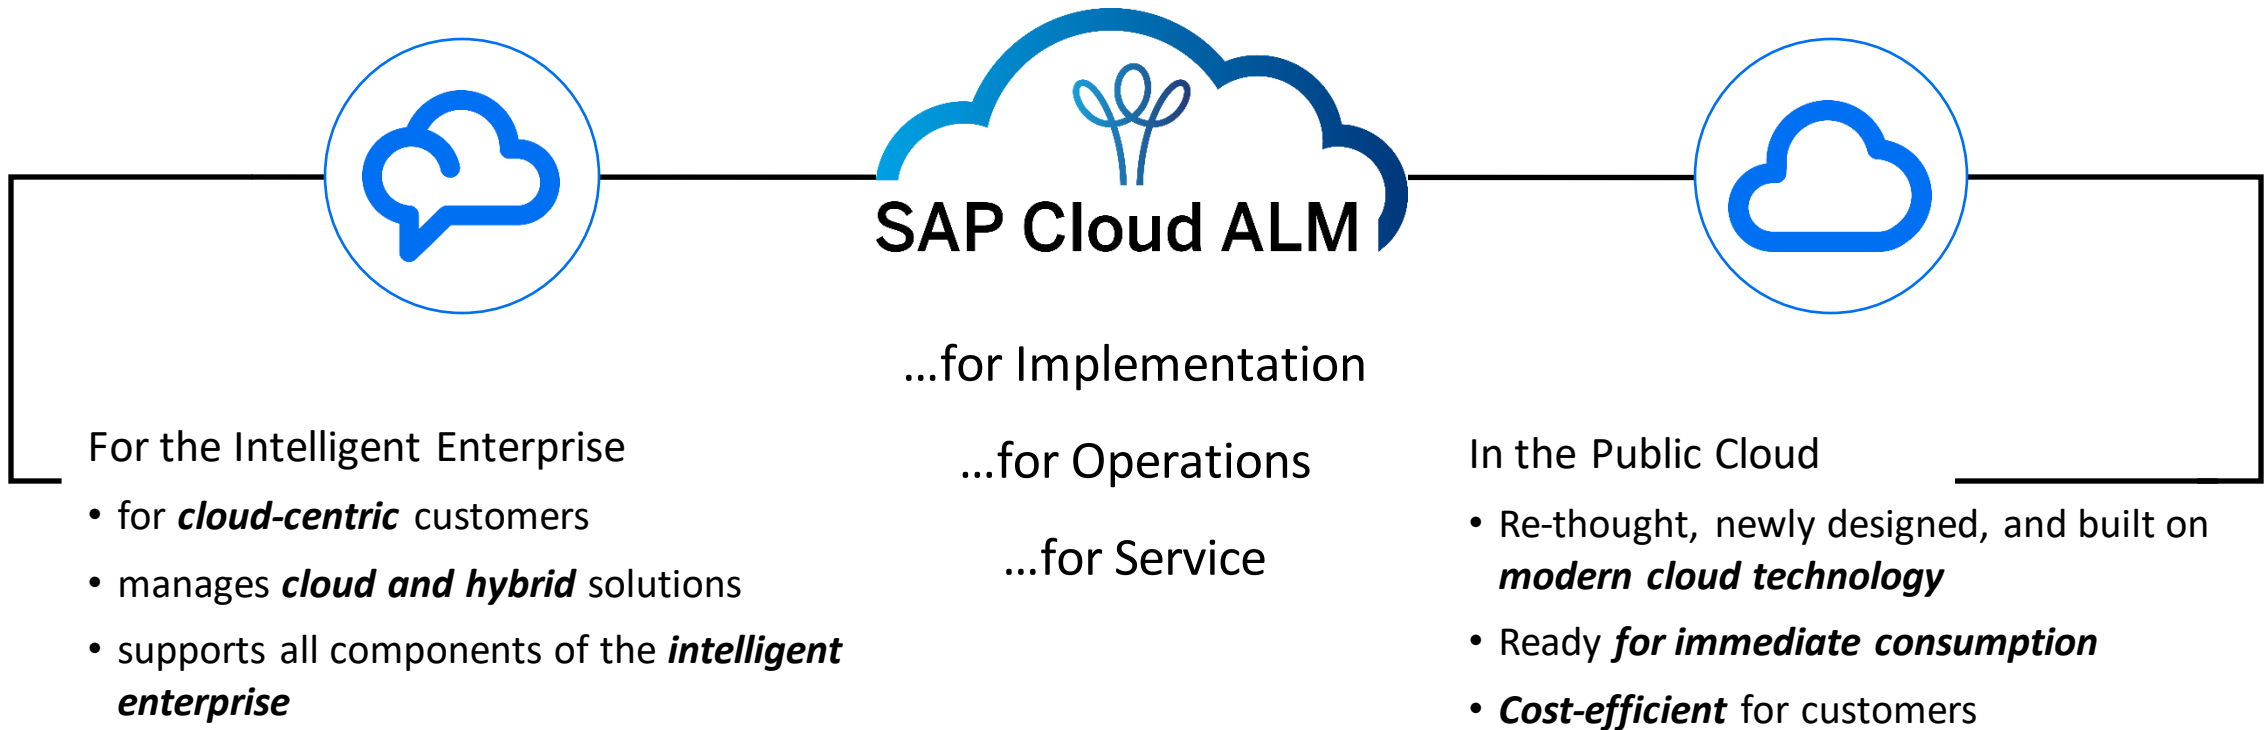 SAP Cloud ALM
...for Implementation
...for Operations
...for Service
For the Intelligent Enterprise
• for cloud-centric customers
• manages cloud and hybrid solutions
• supports all components of the intelligent
enterprise
In the Public Cloud
• Re-thought, newly designed, and built on
modern cloud technology
• Ready for immediate consumption
• Cost-efficient for customers